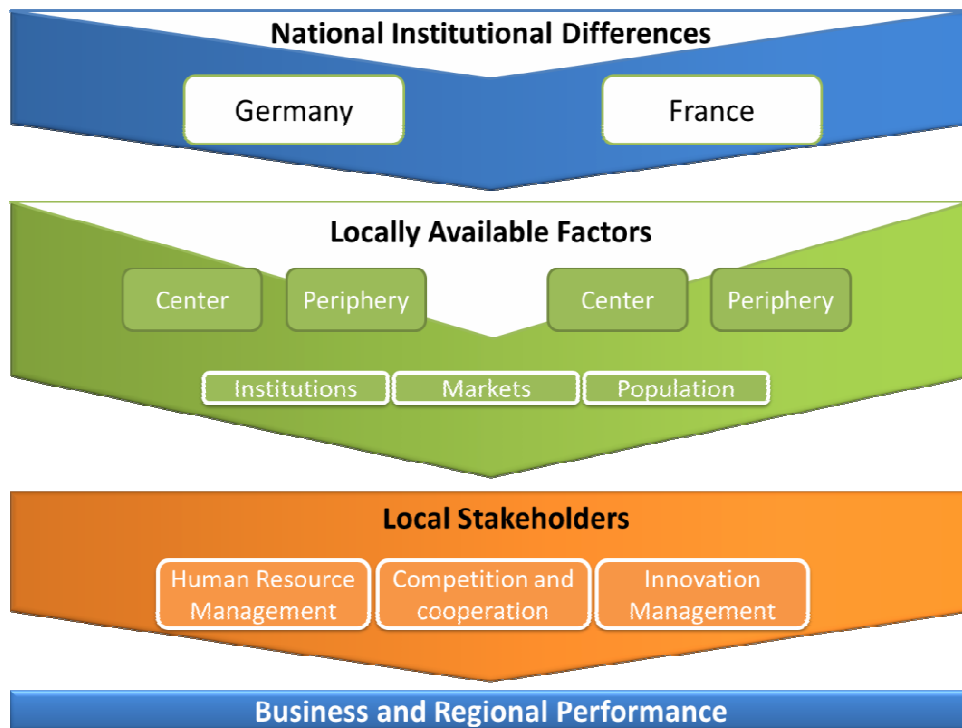 National Institutional Differences
Germany France
Locally Available Factors
Center Periphery Center Periphery
Institutions Markets Population
Local Stakeholders
Human Resource
Management
Competition and
cooperation
Innovation
Management
Business and Regional Performance